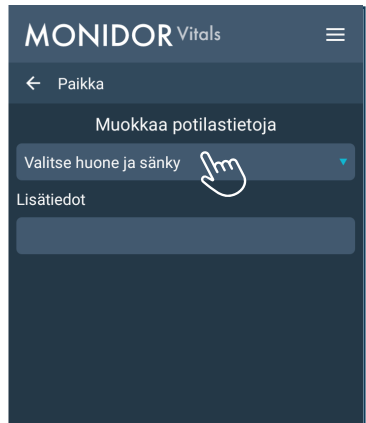 MONIDOR Vitals
Paikka
Muokkaa potilastietoja
Valitse huone ja sänky
Lisätiedot